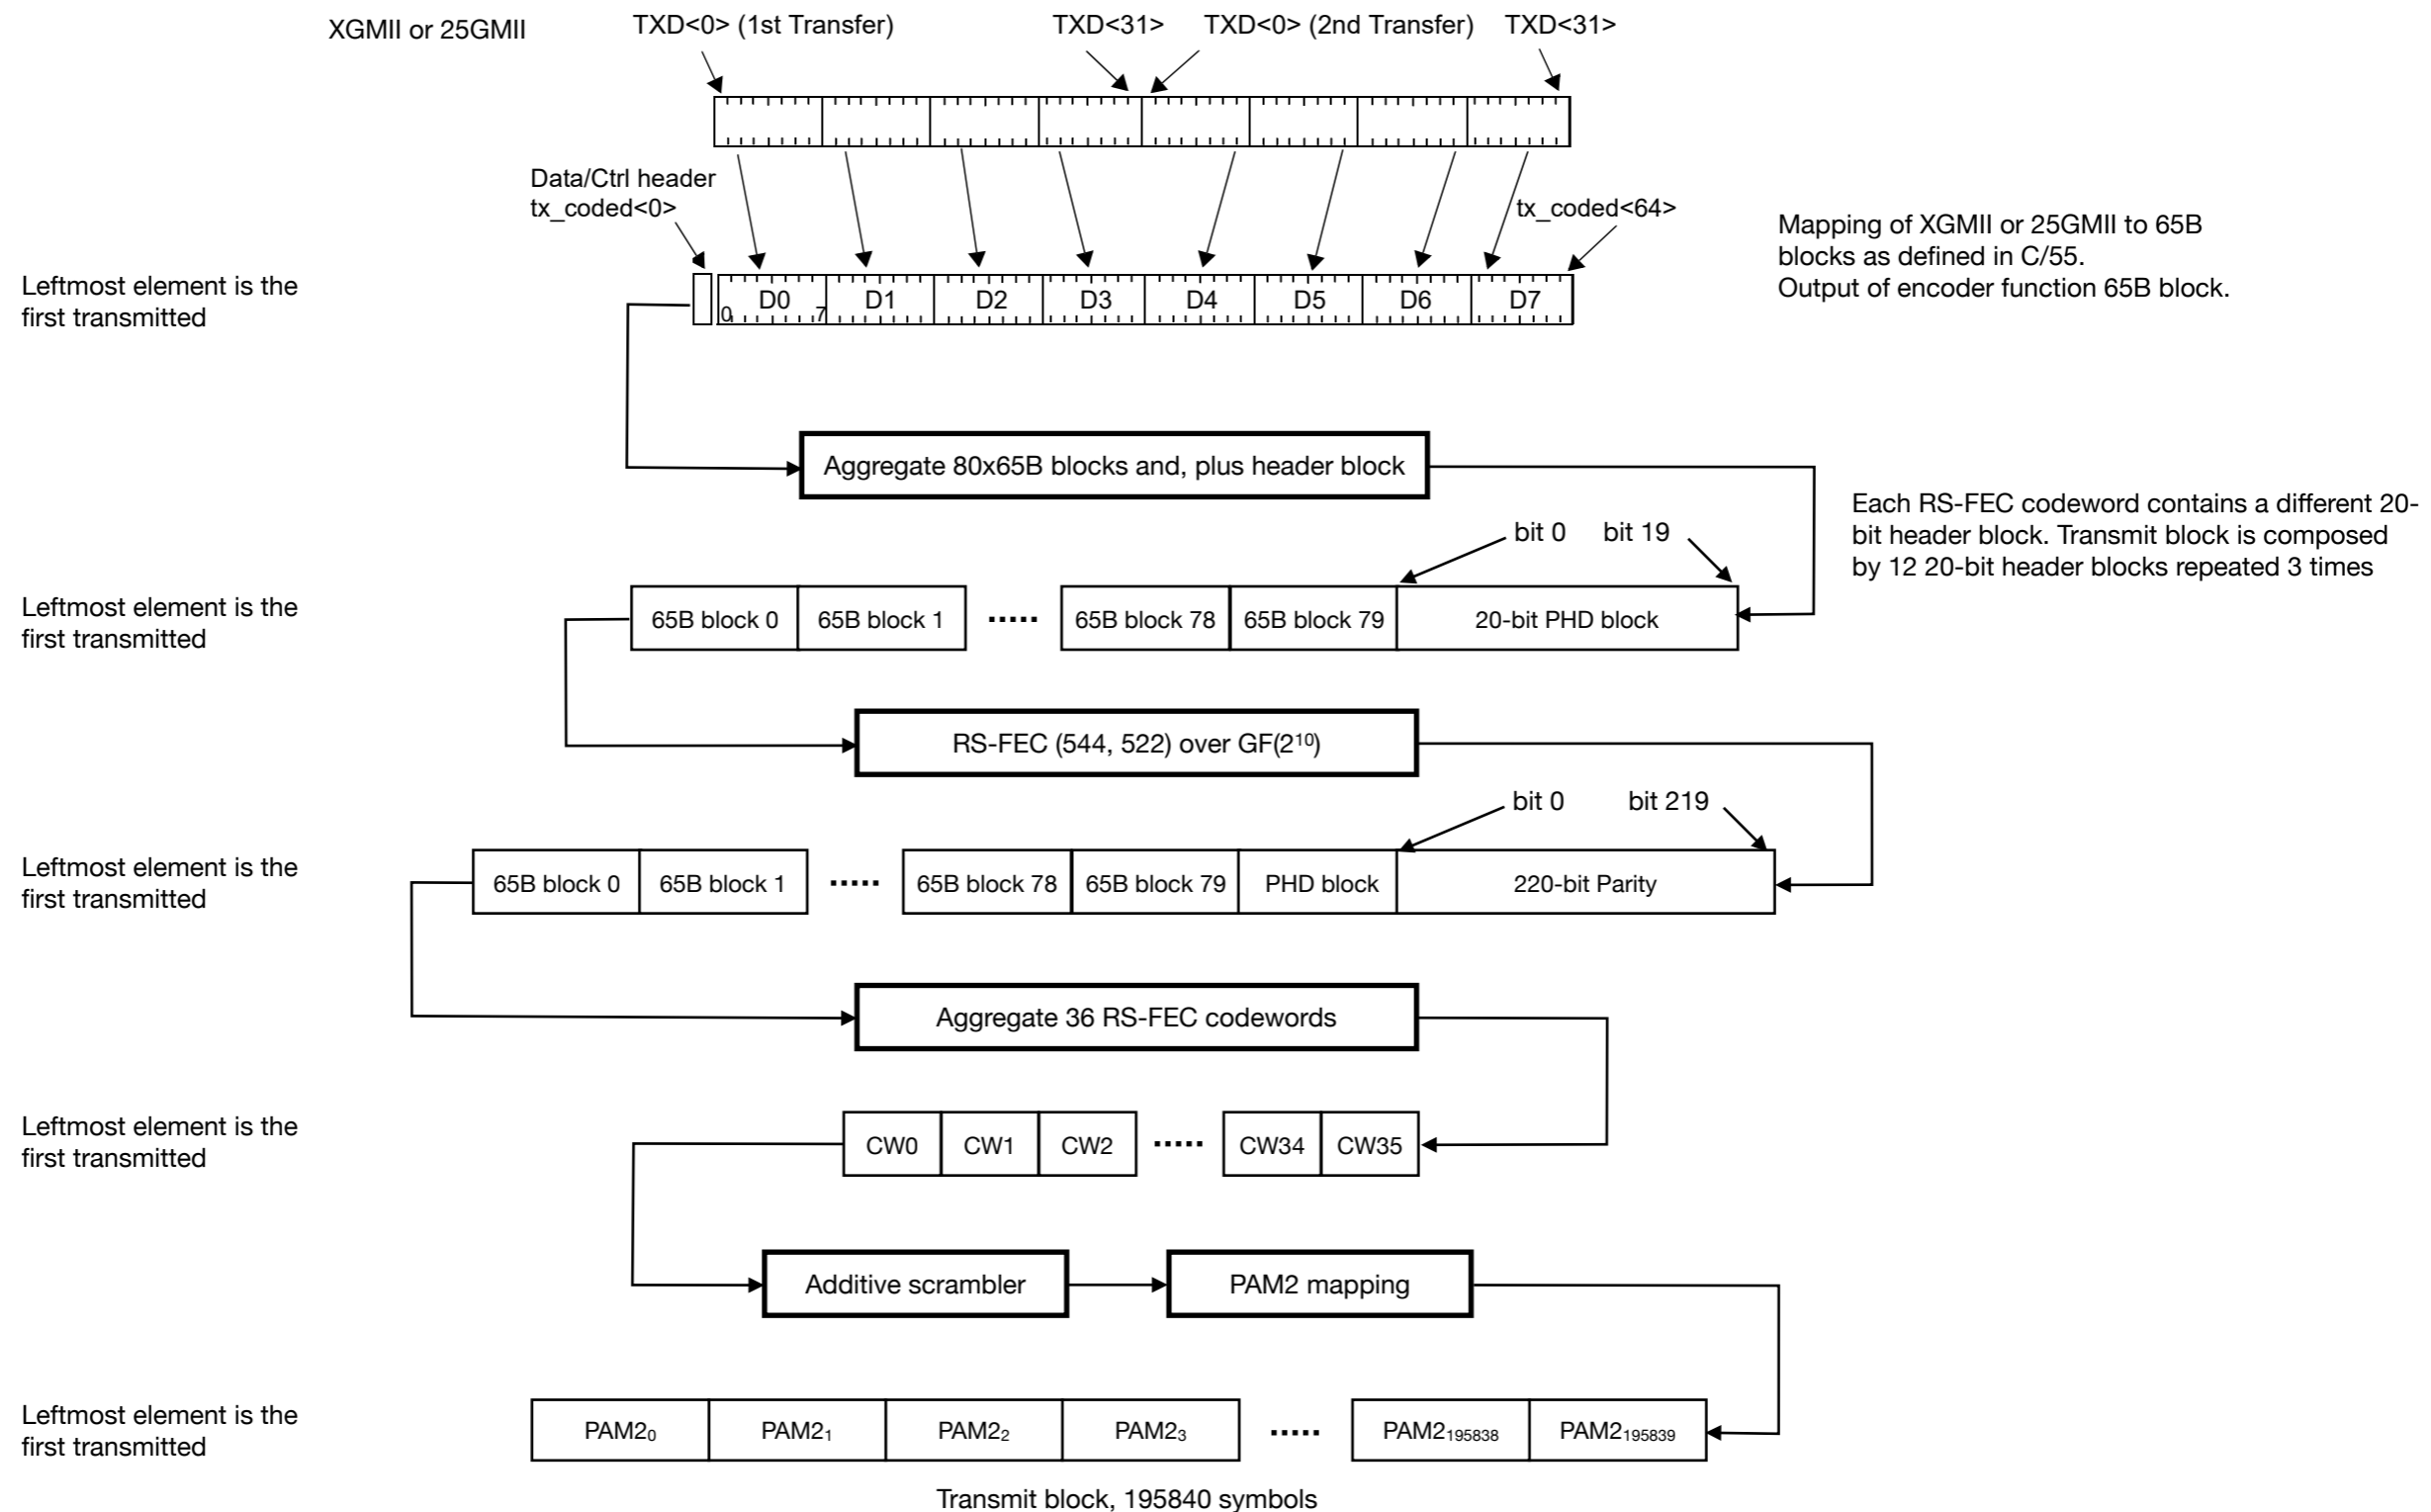 XGMII or 25GMII
TXD<0> (1st Transfer)
TXD<31>
TXD<0> (2nd Transfer)
TXD<31>
Data/Ctrl header
tx_coded<0>
tx_coded<64>
Mapping of XGMII or 25GMII to 65B
blocks as defined in C/55.
Output of encoder function 65B block.
Leftmost element is the
first transmitted
0 D0 7
D1
D2
D3
D4
D5
D6
D7
Aggregate 80x65B blocks and, plus header block
Each RS-FEC codeword contains a different 20-
bit header block. Transmit block is composed
by 12 20-bit header blocks repeated 3 times
bit 0
bit 19
Leftmost element is the
first transmitted
65B block 0
65B block 1
.....
65B block 78
65B block 79
20-bit PHD block
RS-FEC (544, 522) over GF(2¹⁰)
bit 0
bit 219
Leftmost element is the
first transmitted
65B block 0
65B block 1
.....
65B block 78
65B block 79
PHD block
220-bit Parity
Aggregate 36 RS-FEC codewords
Leftmost element is the
first transmitted
CW0
CW1
CW2
.....
CW34
CW35
Additive scrambler
PAM2 mapping
Leftmost element is the
first transmitted
PAM2₀
PAM2₁
PAM2₂
PAM2₃
.....
PAM2₁₉₅₈₃₈
PAM2₁₉₅₈₃₉
Transmit block, 195840 symbols